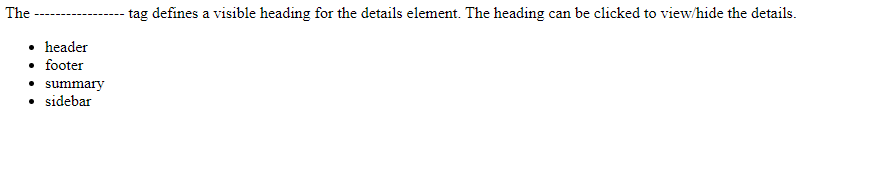 The ----------------- tag defines a visible heading for the details element. The heading can be clicked to view/hide the details.
• header
• footer
• summary
• sidebar